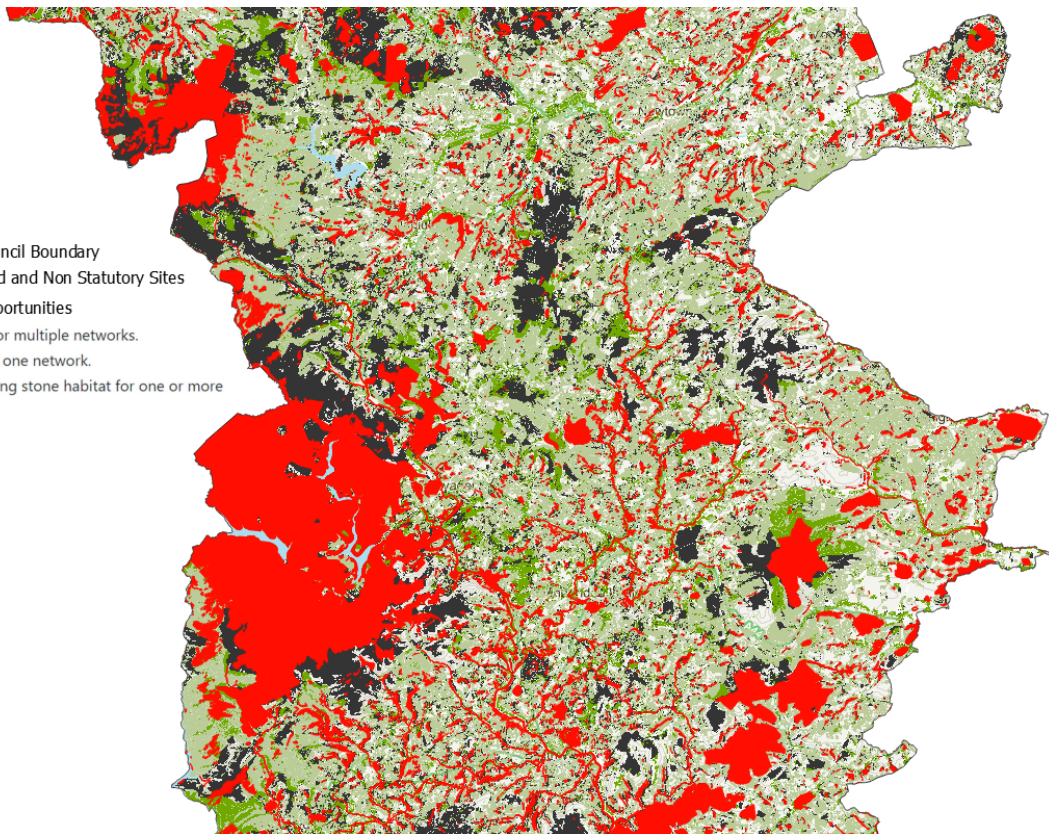 ncil Boundary
d and Non Statutory Sites
portunities
or multiple networks.
one network.
ng stone habitat for one or more